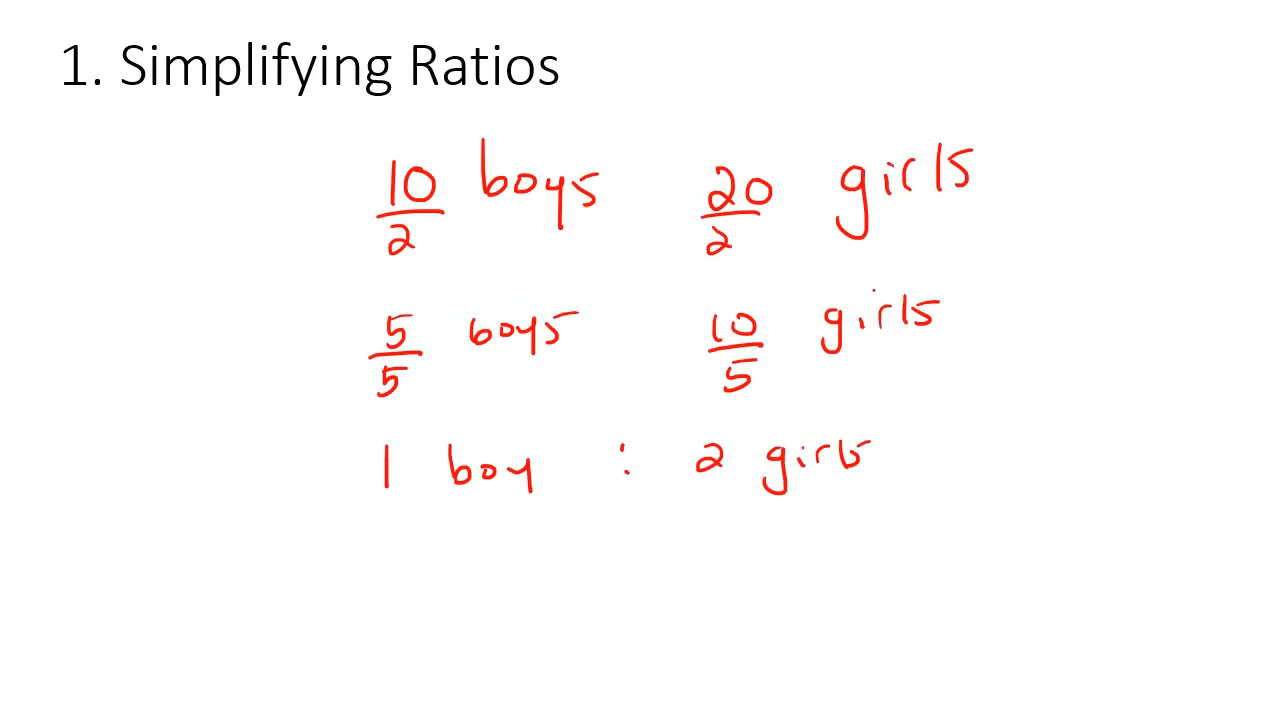 1. Simplifying Ratios
10 boys 20 girls
2 2
5 boys 10 girls
5 5
1 boy : 2 girls